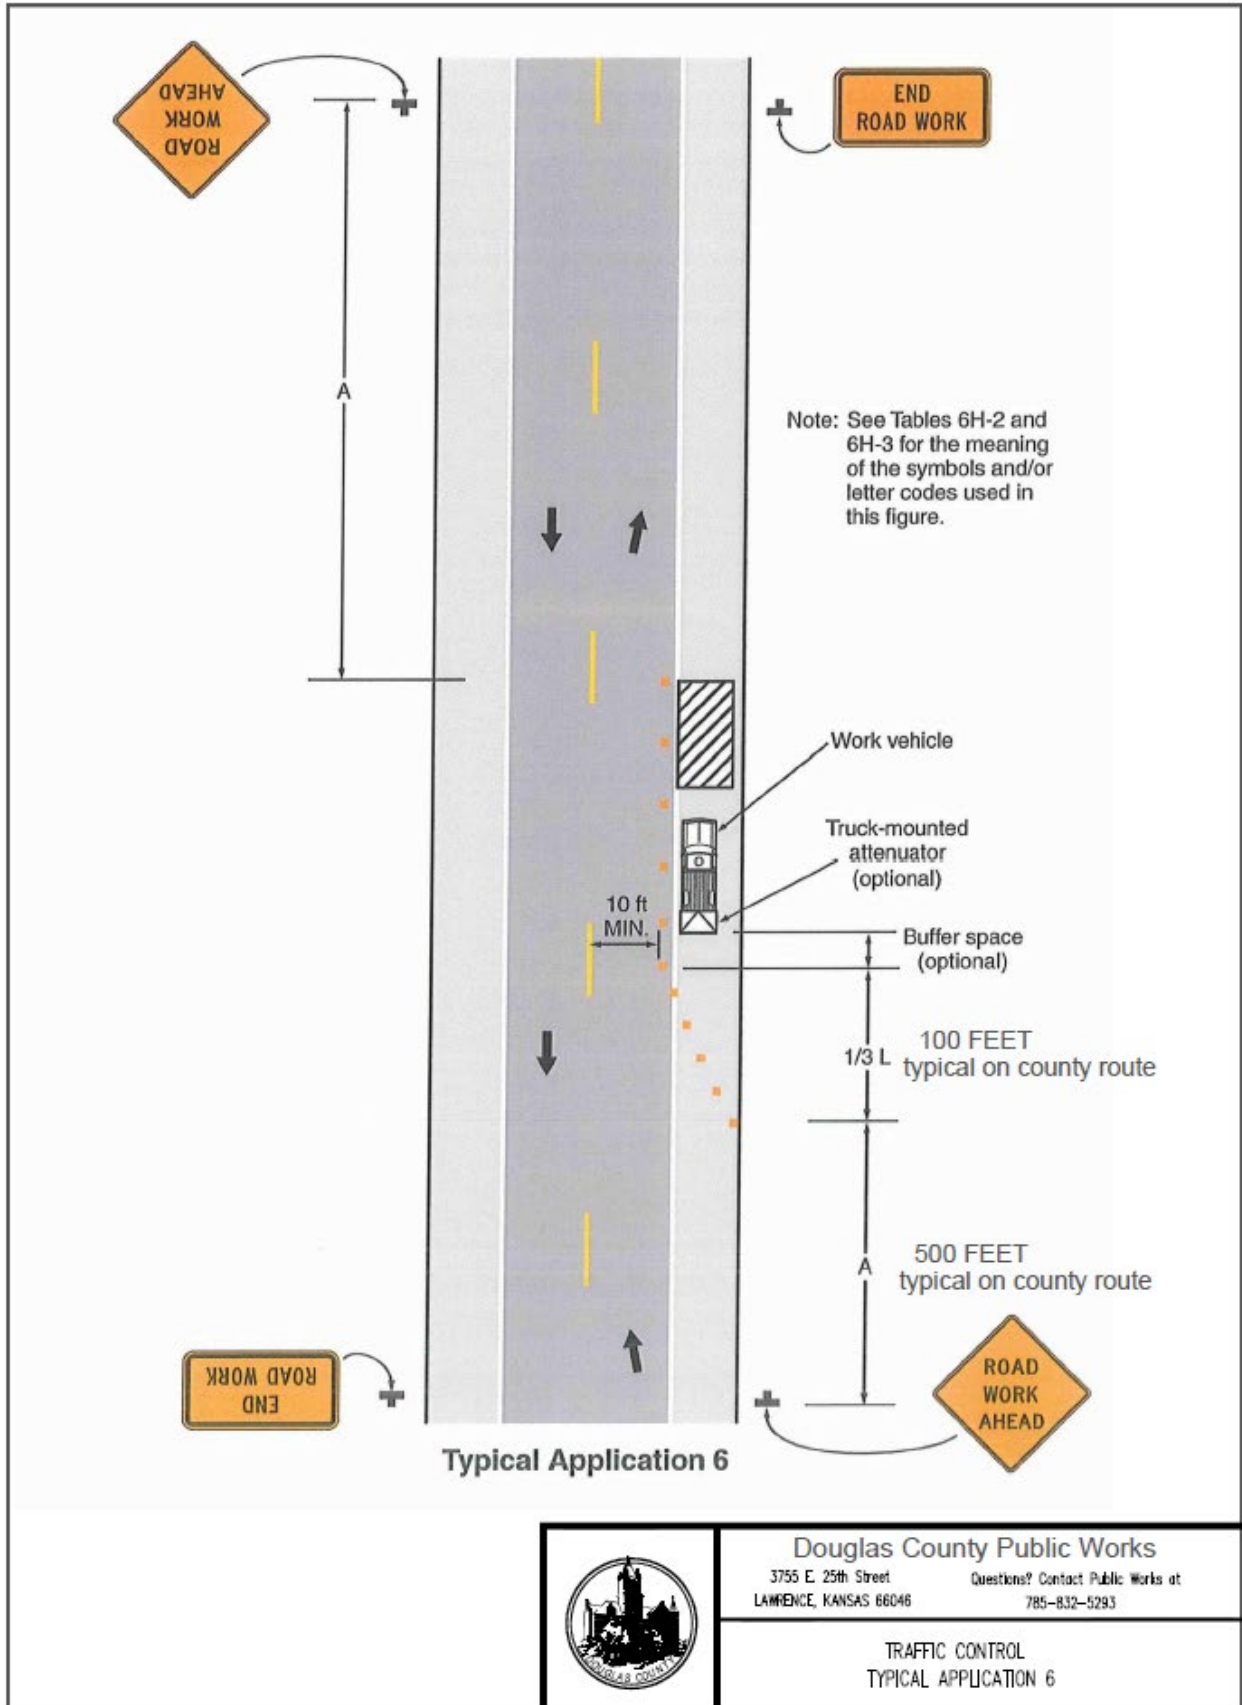 ROAD
WORK
AHEAD
END
ROAD WORK
A
Note: See Tables 6H-2 and
6H-3 for the meaning
of the symbols and/or
letter codes used in
this figure.
Work vehicle
Truck-mounted
attenuator
(optional)
10 ft
MIN.
Buffer space
(optional)
1/3 L
100 FEET
typical on county route
A
500 FEET
typical on county route
END
ROAD WORK
ROAD
WORK
AHEAD
Typical Application 6
DOUGLAS COUNTY
Douglas County Public Works
3755 E. 25th Street
LAWRENCE, KANSAS 66046
Questions? Contact Public Works at
785-832-5293
TRAFFIC CONTROL
TYPICAL APPLICATION 6